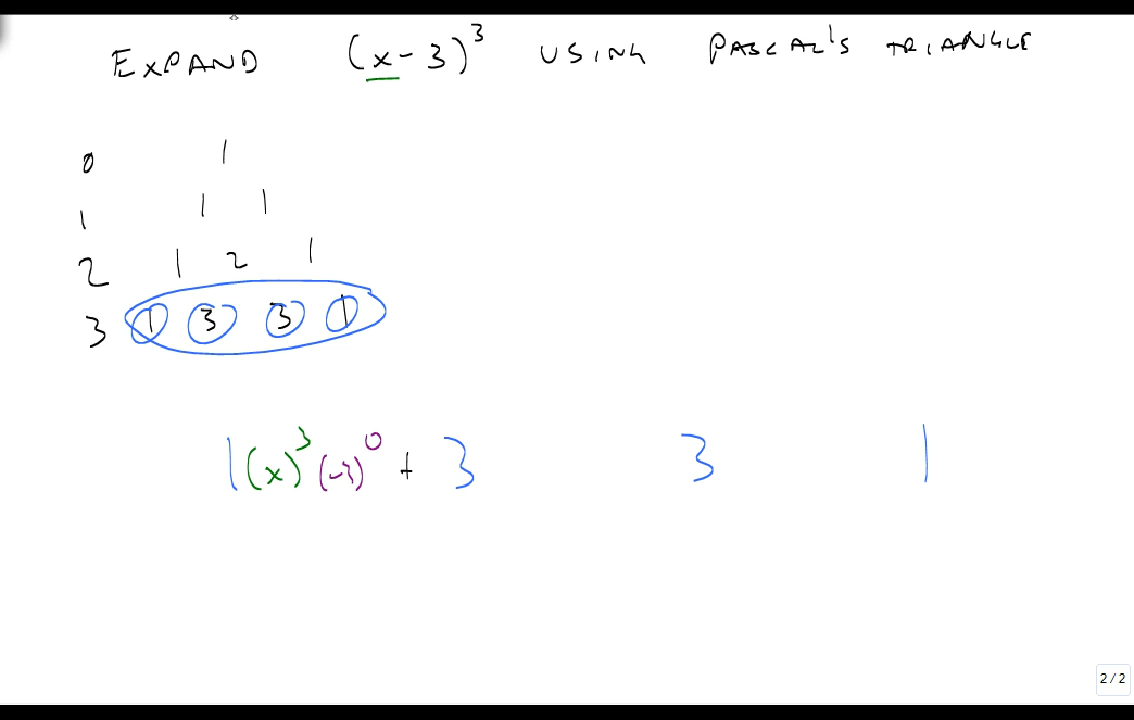 EXPAND (x-3)³ USING PASCAL'S TRIANGLE
0 1
1 1 1
2 1 2 1
3 1 3 3 1
1(x)³(-3)⁰ + 3 3 1
2/2